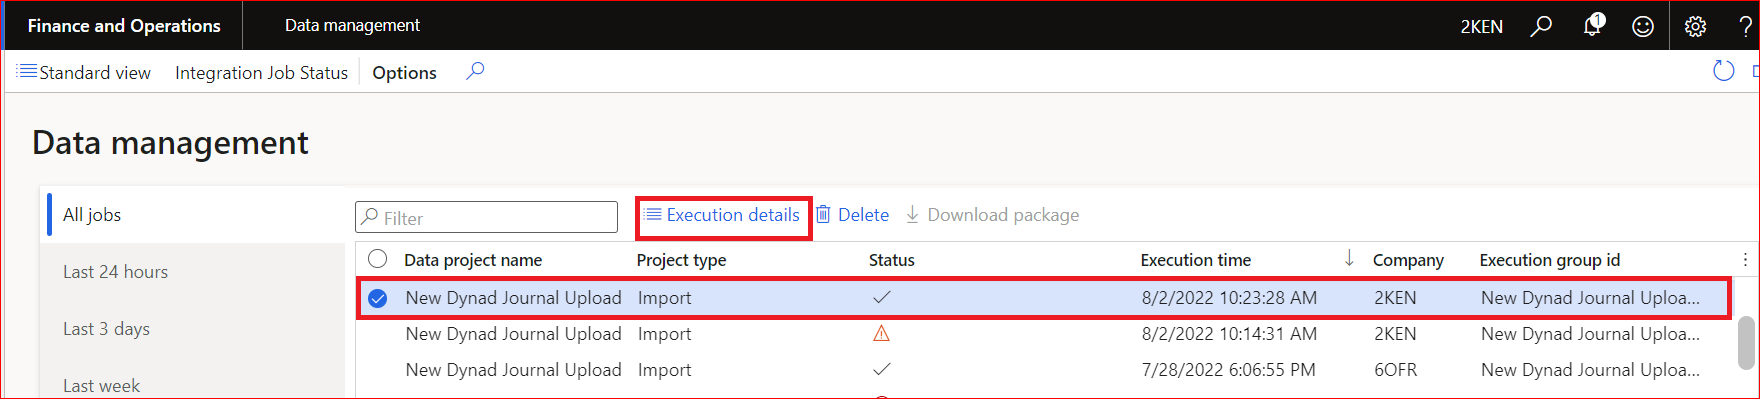 Finance and Operations Data management 2KEN 1 ?
Standard view Integration Job Status Options
Data management
All jobs
Last 24 hours
Last 3 days
Last week
Filter Execution details Delete Download package
Data project name Project type Status Execution time Company Execution group id
New Dynad Journal Upload Import 8/2/2022 10:23:28 AM 2KEN New Dynad Journal Uploa...
New Dynad Journal Upload Import 8/2/2022 10:14:31 AM 2KEN New Dynad Journal Uploa...
New Dynad Journal Upload Import 7/28/2022 6:06:55 PM 6OFR New Dynad Journal Uploa...